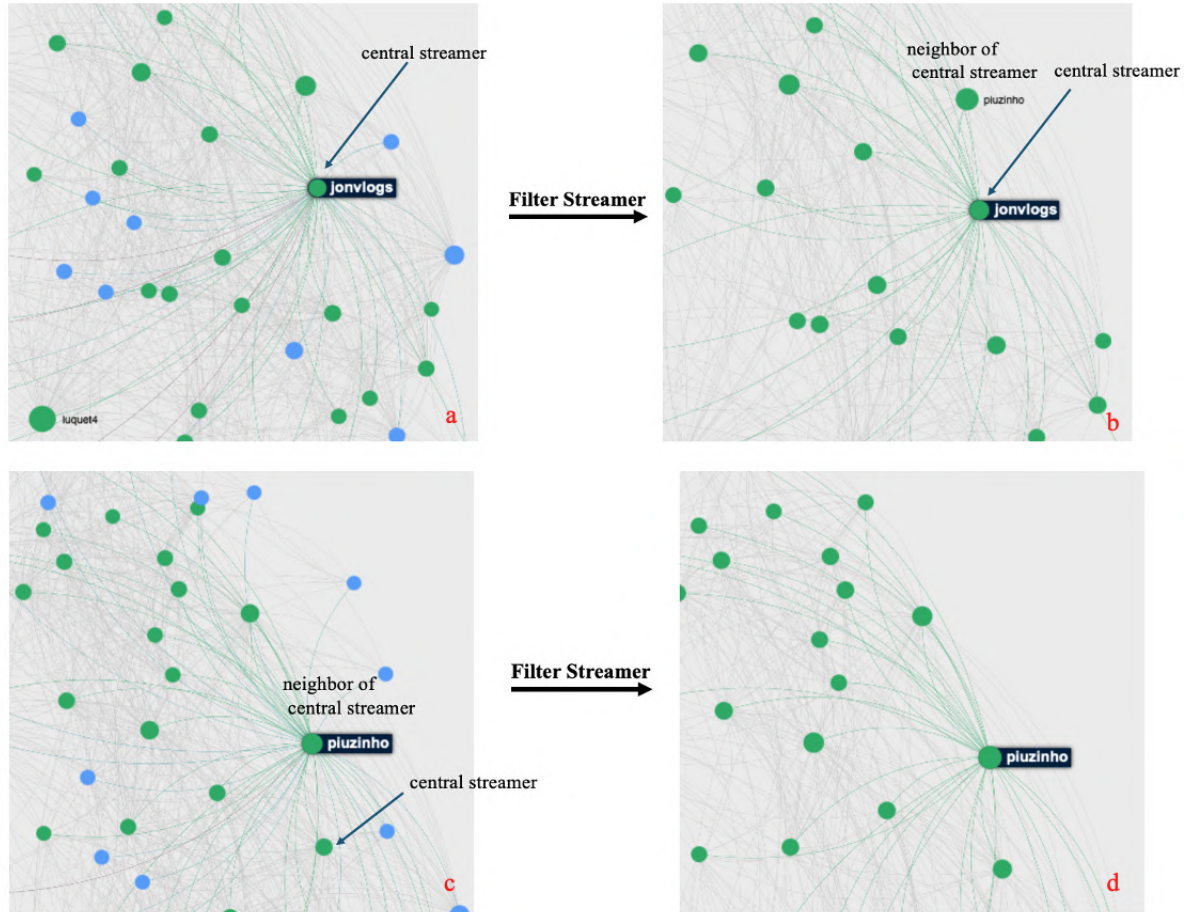 central streamer
jonvlogs
luquet4
a
Filter Streamer
neighbor of
central streamer
central streamer
piuzinho
jonvlogs
b
neighbor of
central streamer
piuzinho
central streamer
c
Filter Streamer
piuzinho
d